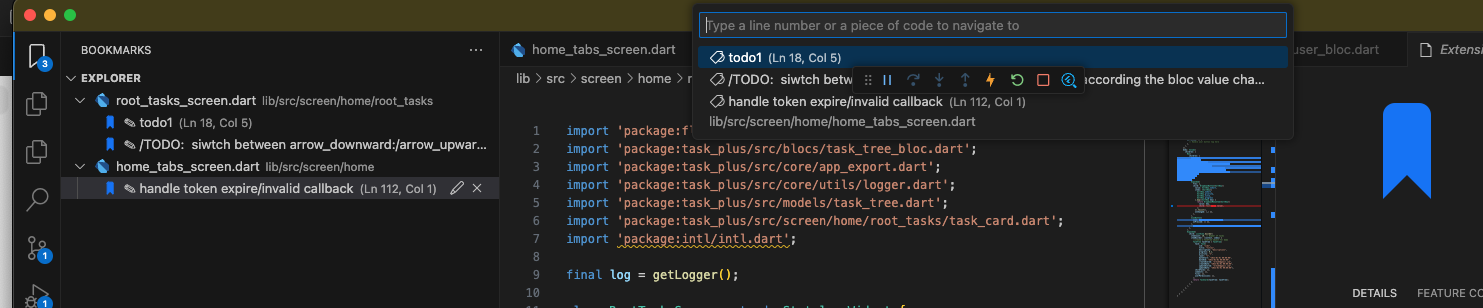 Type a line number or a piece of code to navigate to
todo1 (Ln 18, Col 5)
/TODO: siwtch betw according the bloc value cha...
handle token expire/invalid callback (Ln 112, Col 1)
lib/src/screen/home/home_tabs_screen.dart
BOOKMARKS
3
EXPLORER
root_tasks_screen.dart lib/src/screen/home/root_tasks
todo1 (Ln 18, Col 5)
/TODO: siwtch between arrow_downward:/arrow_upwar...
home_tabs_screen.dart lib/src/screen/home
handle token expire/invalid callback (Ln 112, Col 1)
1
1
home_tabs_screen.dart
user_bloc.dart
Extens
lib > src > screen > home >
1 import 'package:f
2 import 'package:task_plus/src/blocs/task_tree_bloc.dart';
3 import 'package:task_plus/src/core/app_export.dart';
4 import 'package:task_plus/src/core/utils/logger.dart';
5 import 'package:task_plus/src/models/task_tree.dart';
6 import 'package:task_plus/src/screen/home/root_tasks/task_card.dart';
7 import 'package:intl/intl.dart';
8
9 final log = getLogger();
10
DETAILS
FEATURE CO